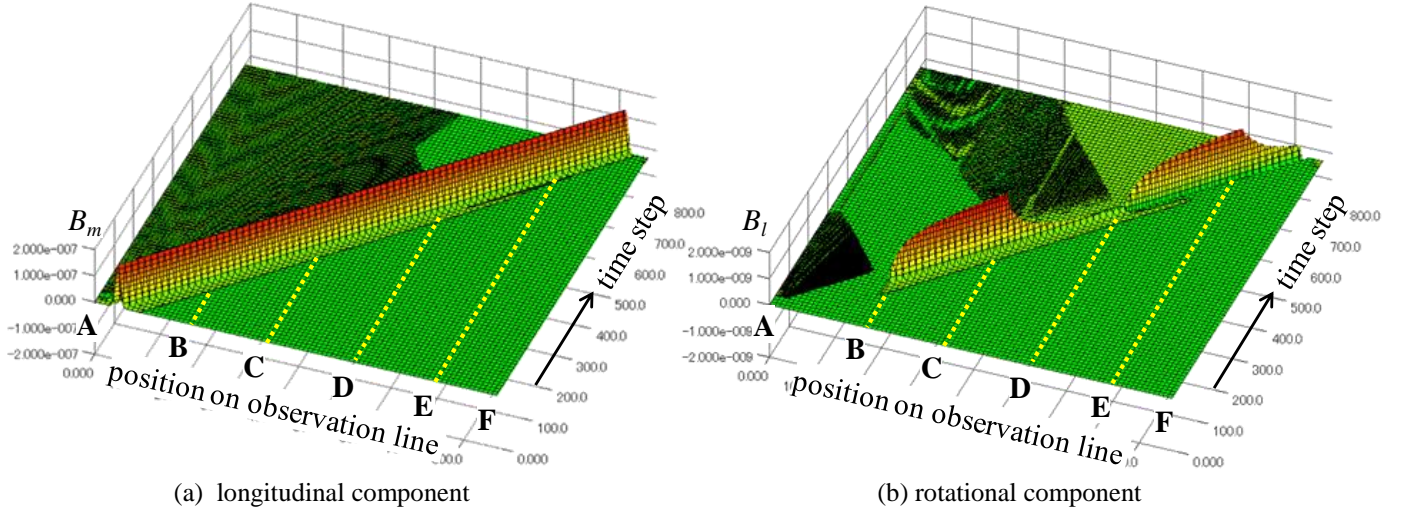 B_m
2.000e-007
1.000e-007
0.000
-1.000e-007
-2.000e-007
0.000
A
B
C
D
E
F
position on observation line
0.000
100.0
200.0
300.0
400.0
500.0
600.0
700.0
800.0
time step
(a) longitudinal component
B_l
2.000e-009
1.000e-009
0.000
-1.000e-009
-2.000e-009
0.000
A
B
C
D
E
F
position on observation line
0.000
100.0
200.0
300.0
400.0
500.0
600.0
700.0
800.0
time step
(b) rotational component